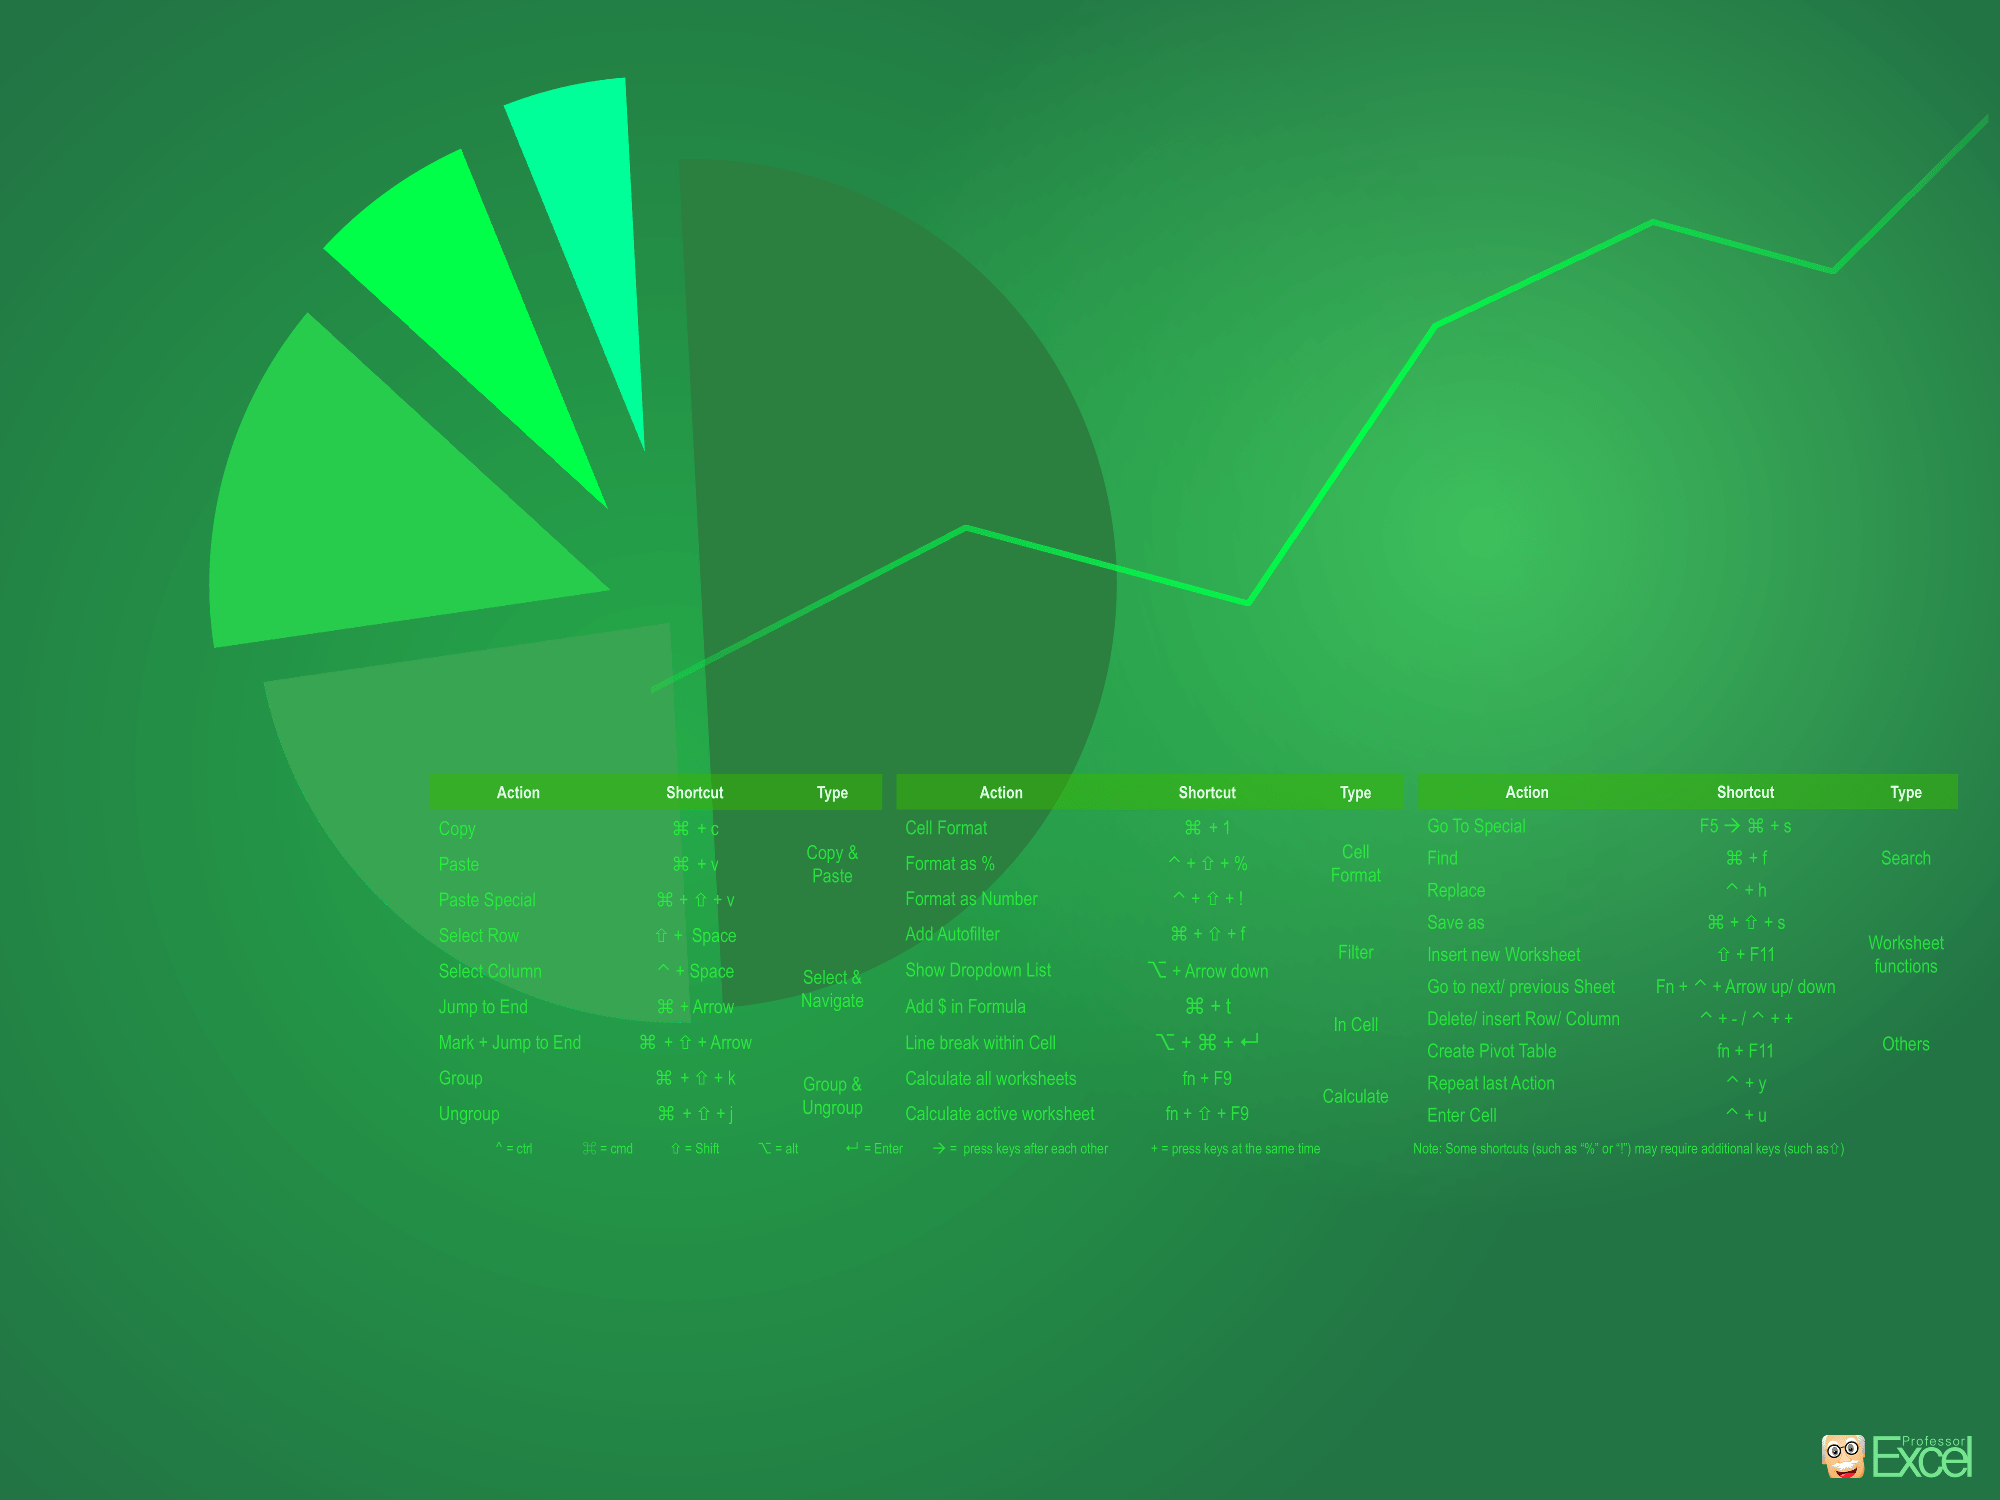 Action Shortcut Type
Copy ⌘ + c
Paste ⌘ + v
Copy &
Paste
Paste Special ⌘ + ⇧ + v
Select Row ⇧ + Space
Select Column ^ + Space
Select &
Navigate
Jump to End ⌘ + Arrow
Mark + Jump to End ⌘ + ⇧ + Arrow
Group ⌘ + ⇧ + k
Group &
Ungroup
Ungroup ⌘ + ⇧ + j
Action Shortcut Type
Cell Format ⌘ + 1
Cell
Format
Format as % ^ + ⇧ + %
Format as Number ^ + ⇧ + !
Add Autofilter ⌘ + ⇧ + f
Filter
Show Dropdown List ⌥ + Arrow down
Add $ in Formula ⌘ + t
In Cell
Line break within Cell ⌥ + ⌘ + ↵
Calculate all worksheets fn + F9
Calculate
Calculate active worksheet fn + ⇧ + F9
Action Shortcut Type
Go To Special F5 → ⌘ + s
Find ⌘ + f Search
Replace ^ + h
Save as ⌘ + ⇧ + s
Worksheet
functions
Insert new Worksheet ⇧ + F11
Go to next/ previous Sheet Fn + ^ + Arrow up/ down
Delete/ insert Row/ Column ^ + - / ^ + +
Others
Create Pivot Table fn + F11
Repeat last Action ^ + y
Enter Cell ^ + u
^ = ctrl ⌘ = cmd ⇧ = Shift ⌥ = alt ↵ = Enter → = press keys after each other + = press keys at the same time Note: Some shortcuts (such as “%” or “!”) may require additional keys (such as⇧)
Professor
Excel